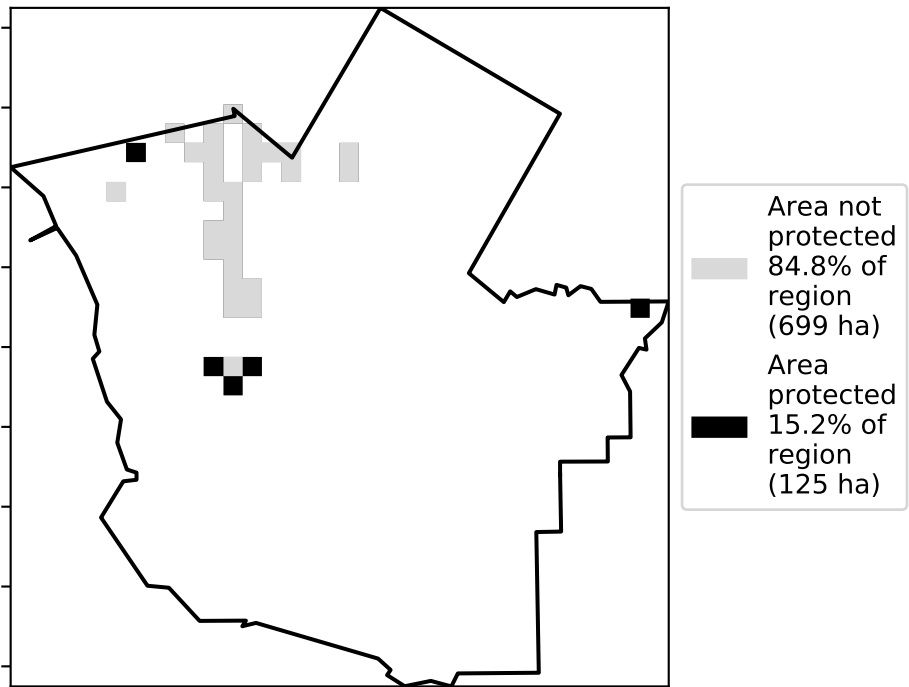 Area not
protected
84.8% of
region
(699 ha)
Area
protected
15.2% of
region
(125 ha)